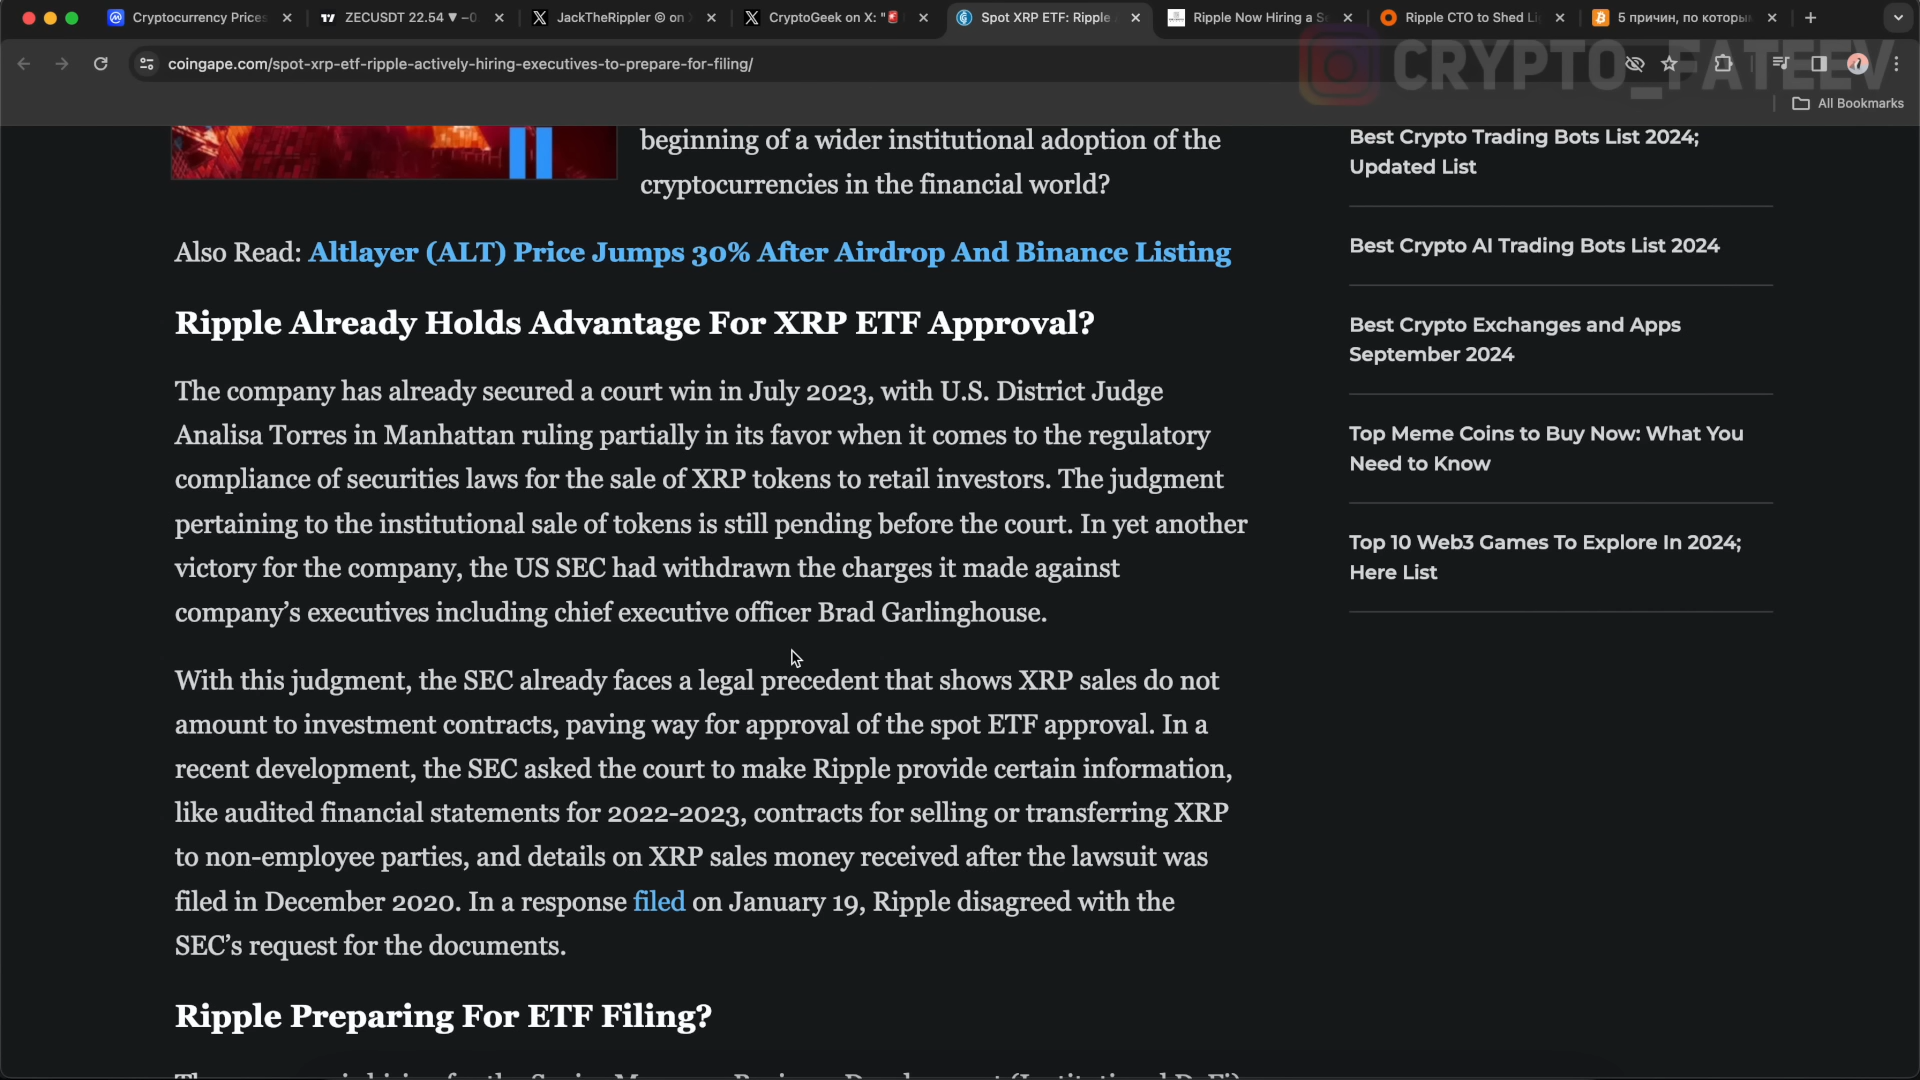 Cryptocurrency Prices
ZECUSDT 22.54 ▼ −0
JackTheRippler © on
CryptoGeek on X: "🚨
Spot XRP ETF: Ripple
Ripple Now Hiring a S
Ripple CTO to Shed Li
5 причин, по которы
coingape.com/spot-xrp-etf-ripple-actively-hiring-executives-to-prepare-for-filing/
CRYPTO_FATEEV
All Bookmarks
beginning of a wider institutional adoption of the
cryptocurrencies in the financial world?
Also Read: Altlayer (ALT) Price Jumps 30% After Airdrop And Binance Listing
Ripple Already Holds Advantage For XRP ETF Approval?
The company has already secured a court win in July 2023, with U.S. District Judge
Analisa Torres in Manhattan ruling partially in its favor when it comes to the regulatory
compliance of securities laws for the sale of XRP tokens to retail investors. The judgment
pertaining to the institutional sale of tokens is still pending before the court. In yet another
victory for the company, the US SEC had withdrawn the charges it made against
company’s executives including chief executive officer Brad Garlinghouse.
With this judgment, the SEC already faces a legal precedent that shows XRP sales do not
amount to investment contracts, paving way for approval of the spot ETF approval. In a
recent development, the SEC asked the court to make Ripple provide certain information,
like audited financial statements for 2022-2023, contracts for selling or transferring XRP
to non-employee parties, and details on XRP sales money received after the lawsuit was
filed in December 2020. In a response filed on January 19, Ripple disagreed with the
SEC’s request for the documents.
Ripple Preparing For ETF Filing?
Best Crypto Trading Bots List 2024;
Updated List
Best Crypto AI Trading Bots List 2024
Best Crypto Exchanges and Apps
September 2024
Top Meme Coins to Buy Now: What You
Need to Know
Top 10 Web3 Games To Explore In 2024;
Here List